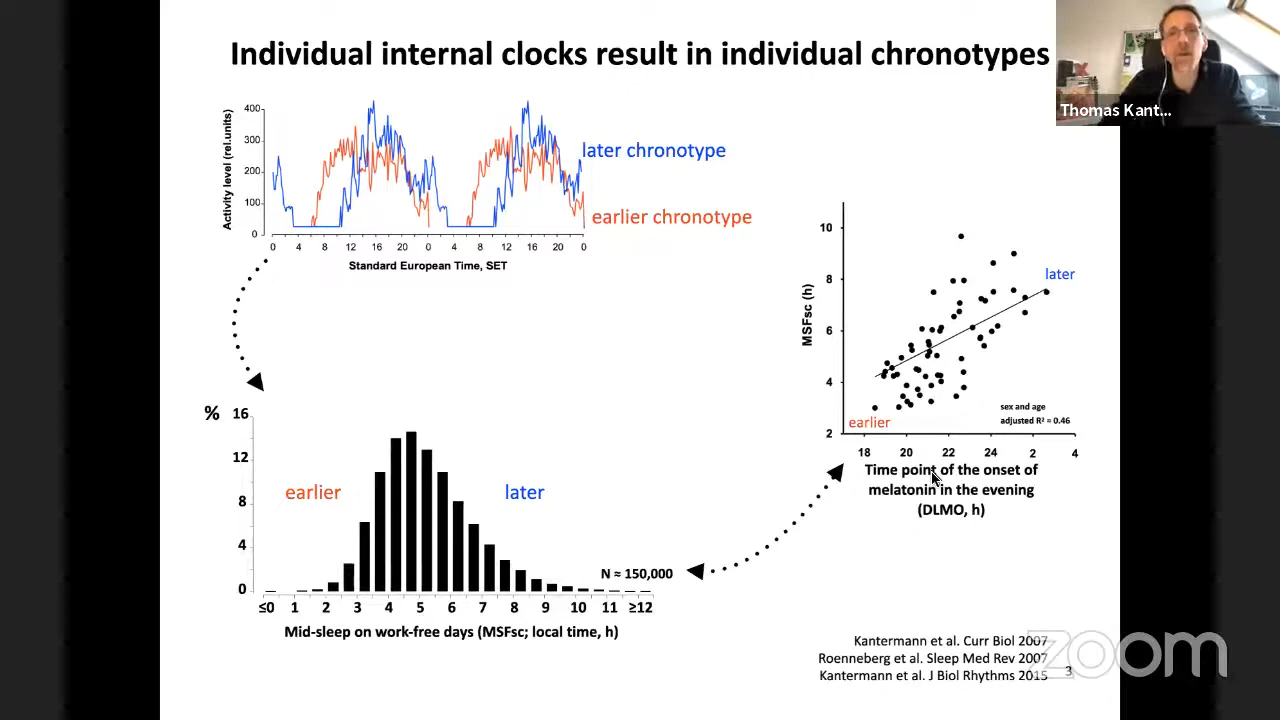 Individual internal clocks result in individual chronotypes
Thomas Kant...
Activity level (rel.units)
400
300
200
100
0
0 4 8 12 16 20 0 4 8 12 16 20 0
Standard European Time, SET
later chronotype
earlier chronotype
MSFsc (h)
10
8
6
4
2
later
earlier
sex and age
adjusted R² = 0.46
18 20 22 24 2 4
Time point of the onset of
melatonin in the evening
(DLMO, h)
%
16
12
8
4
0
earlier
later
N ≈ 150,000
≤0 1 2 3 4 5 6 7 8 9 10 11 ≥12
Mid-sleep on work-free days (MSFsc; local time, h)
Kantermann et al. Curr Biol 2007
Roenneberg et al. Sleep Med Rev 2007
Kantermann et al. J Biol Rhythms 2015
3
zoom